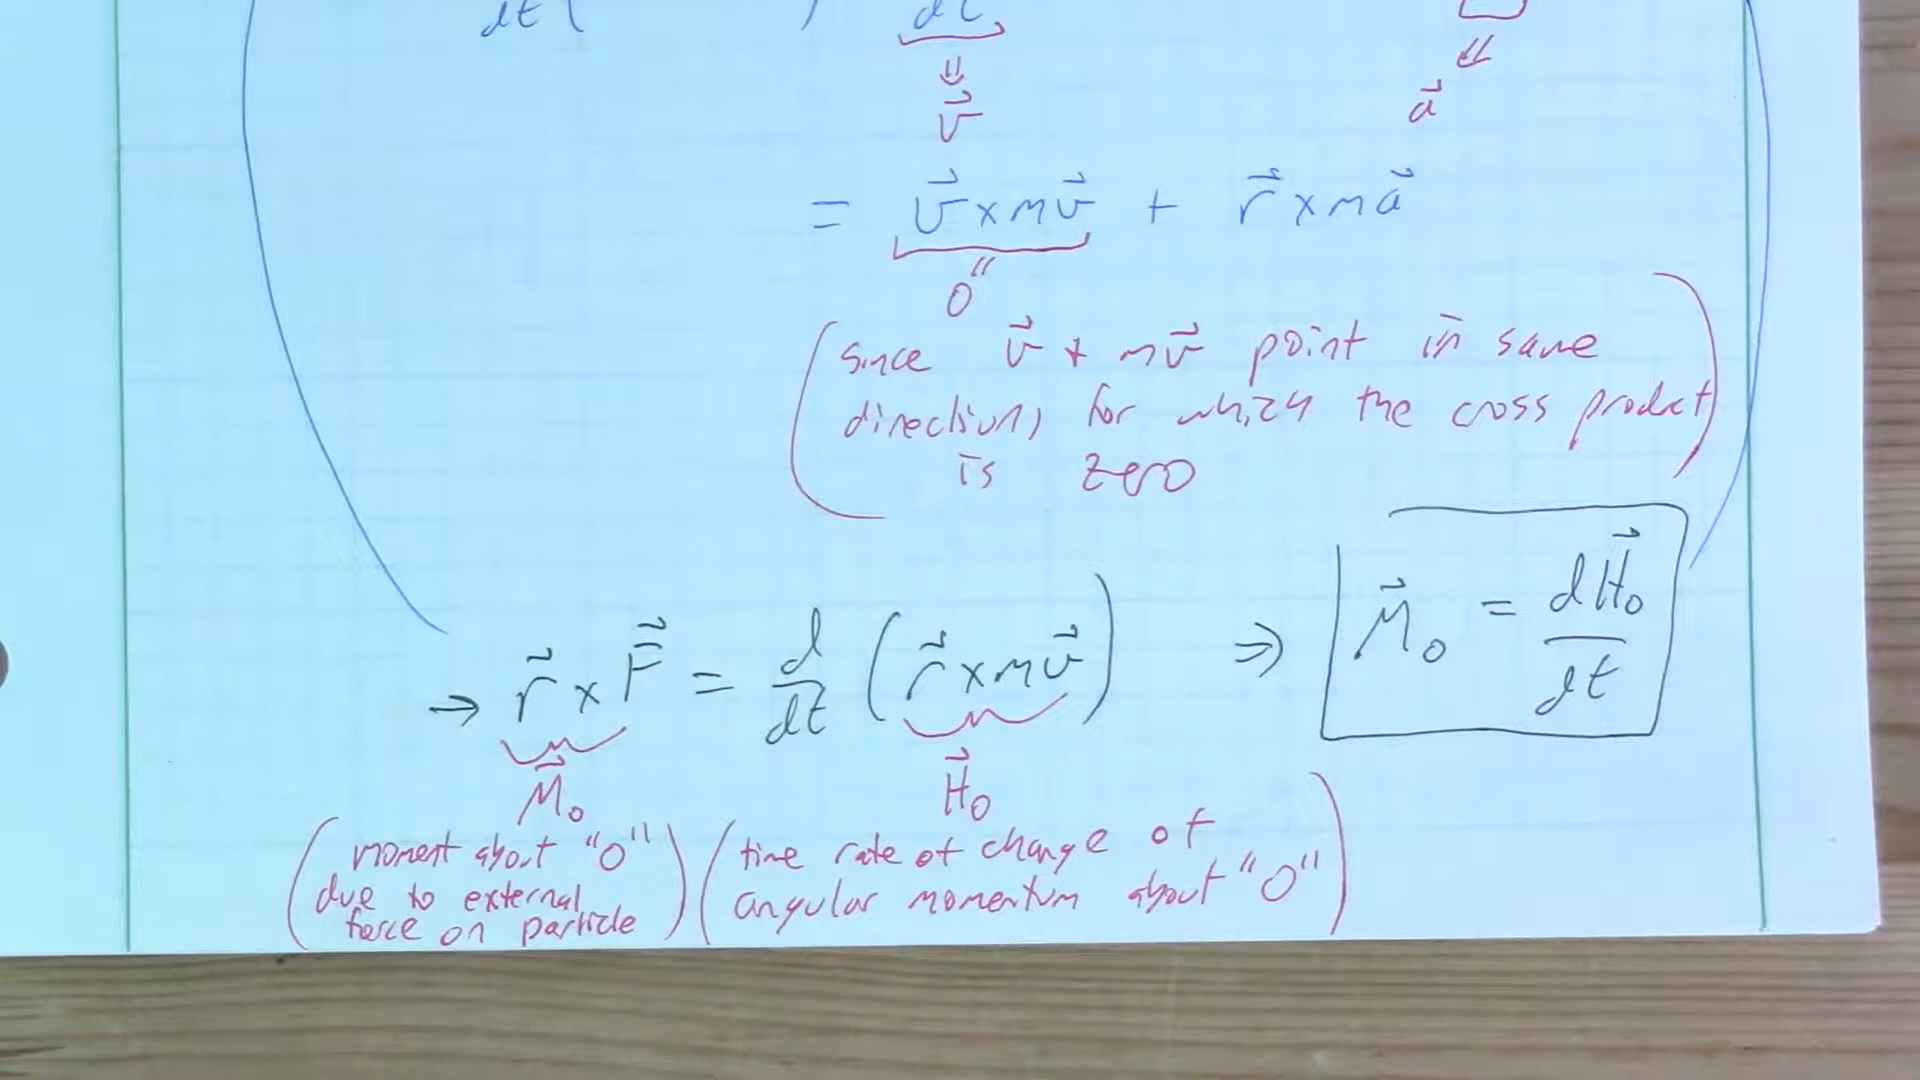 dt ( ) dt
⇓ ⇓
v⃗ a⃗
= v⃗ × mv⃗ + r⃗ × ma⃗
"
0
(since v⃗ + mv⃗ point in same
direction, for which the cross product
is zero)
→ r⃗ × F⃗ = d/dt (r⃗ × mv⃗) ⇒ M⃗o = dH⃗o/dt
M⃗o H⃗o
(moment about "O" (time rate of change of
due to external angular momentum about "O")
force on particle)